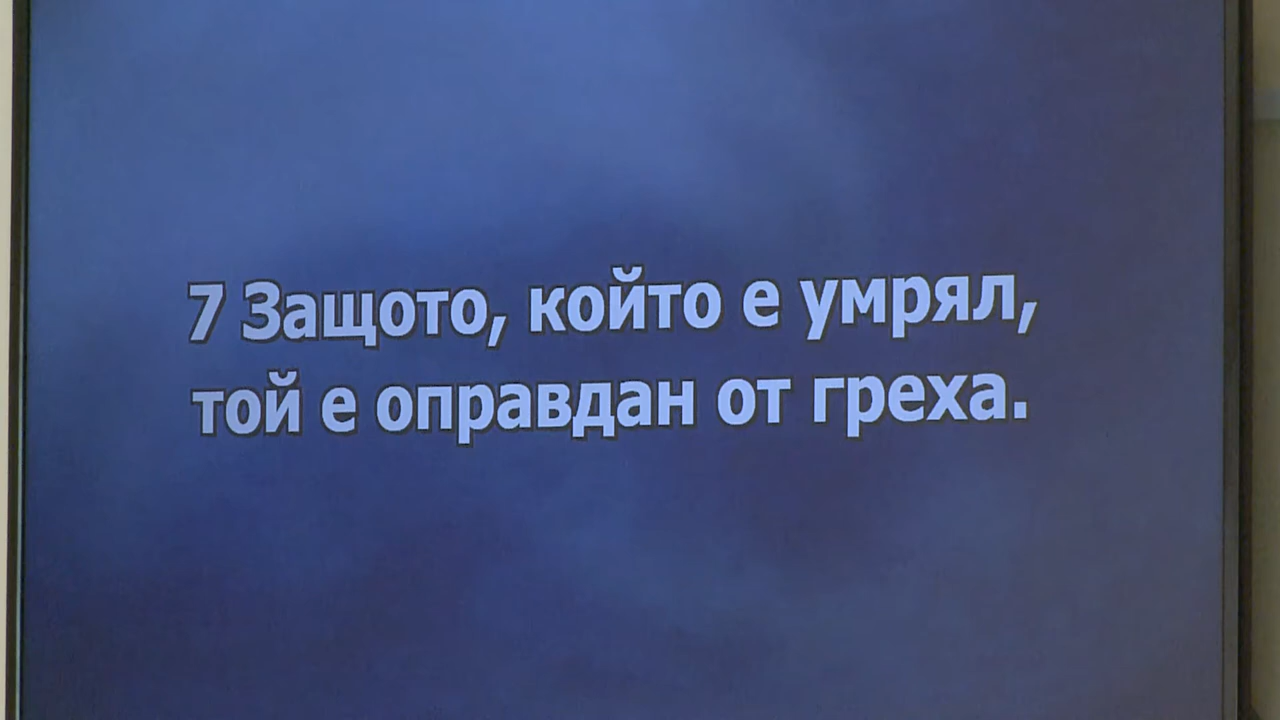 7 Защото, който е умрял,
той е оправдан от греха.